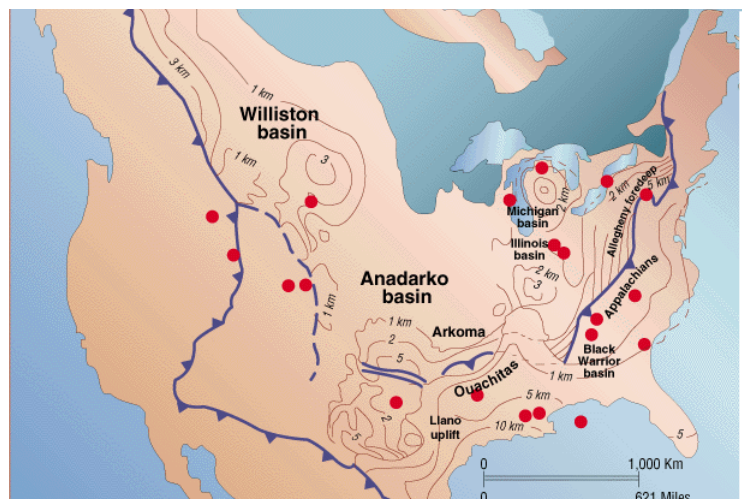 3 km
1 km
Williston
basin
1 km
3
2 km
2 km
5 km
Michigan
basin
Allegheny foredeep
Illinois
basin
2 km
3
Anadarko
basin
Appalachians
1 km
1 km
Arkoma
2
5
Black
Warrior
basin
1 km
Ouachitas
5 km
2
Llano
uplift
10 km
5
5
0
1,000 Km
0
621 Miles